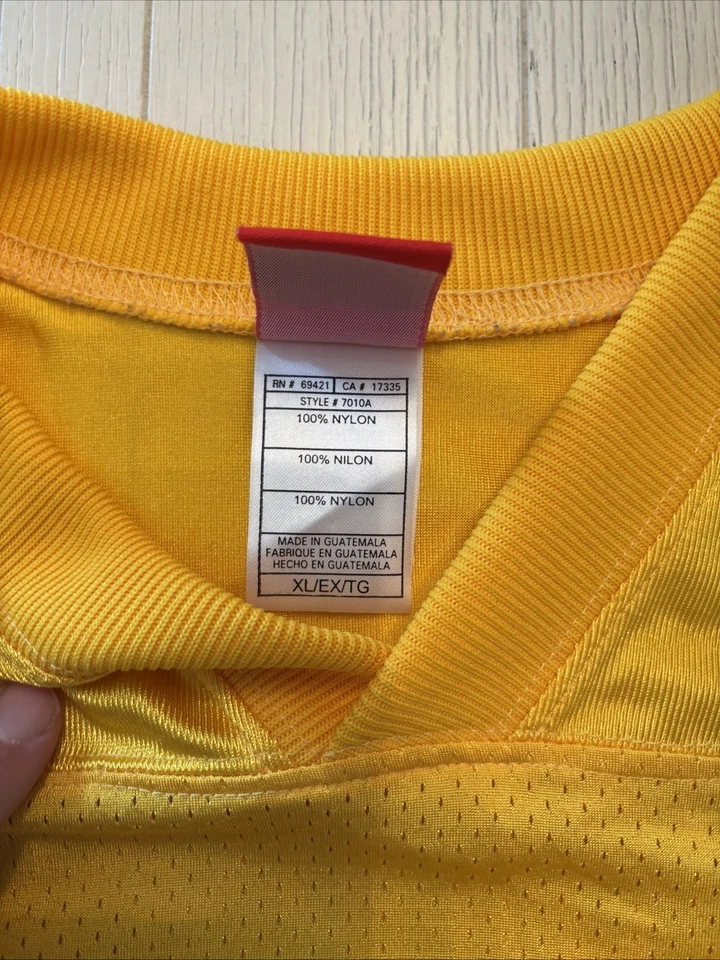 RN # 69421 CA # 17335
STYLE # 7010A
100% NYLON
100% NILON
100% NYLON
MADE IN GUATEMALA
FABRIQUE EN GUATEMALA
HECHO EN GUATEMALA
XL/EX/TG